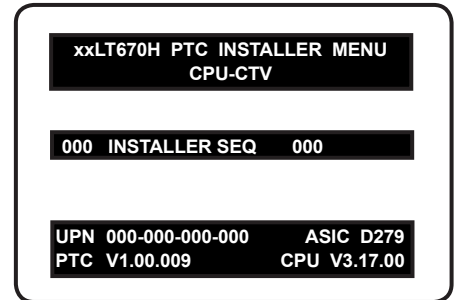 xxLT670H PTC INSTALLER MENU
CPU-CTV
000 INSTALLER SEQ 000
UPN 000-000-000-000 ASIC D279
PTC V1.00.009 CPU V3.17.00